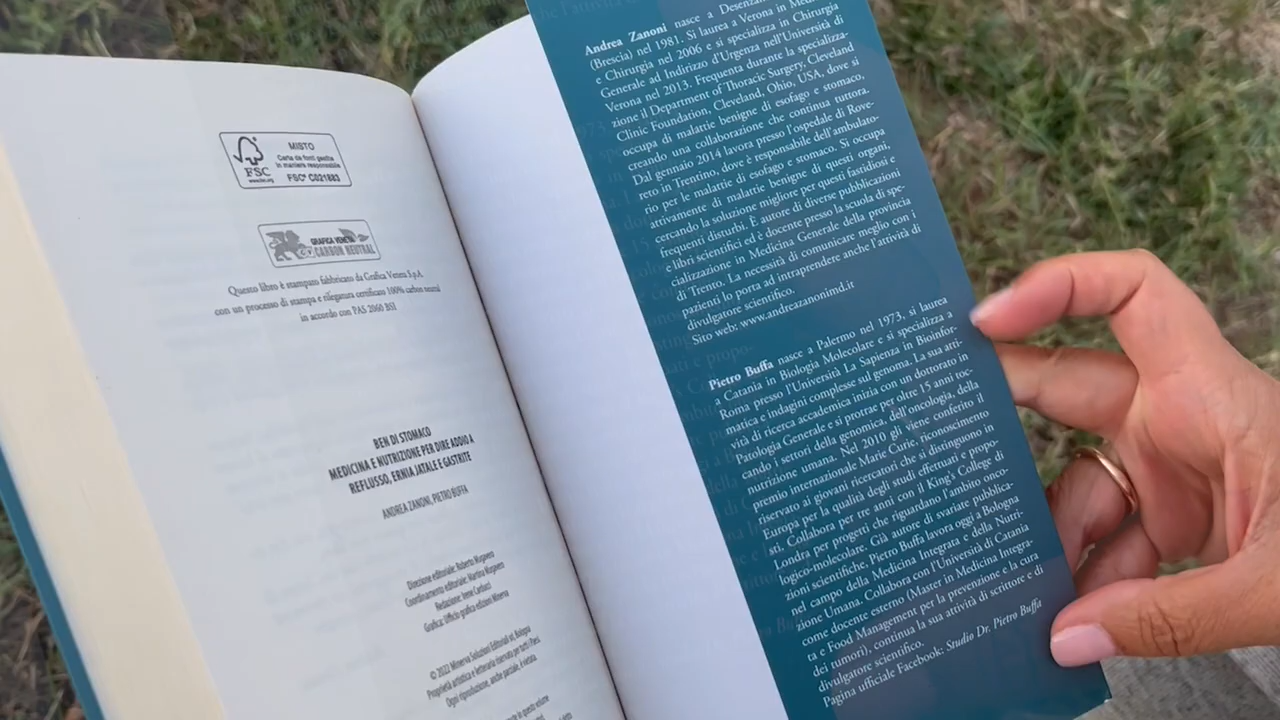 FSC
www.fsc.org
MISTO
Carta da fonti gestite
in maniera responsabile
FSC® C021883
GRAFICA VENETA
CARBON NEUTRAL
Questo libro è stampato fabbricato da Grafica Veneta S.p.A
con un processo di stampa e rilegatura certificato 100% carbon neutral
in accordo con PAS 2060 BSI
BEN DI STOMACO
MEDICINA E NUTRIZIONE PER DIRE ADDIO A
REFLUSSO, ERNIA JATALE E GASTRITE
ANDREA ZANONI, PIETRO BUFFA
Direzione editoriale: Roberto Mugavero
Coordinamento editoriale: Martina Mugavero
Redazione: Irene Carducci
Grafica: Ufficio grafico edizioni Minerva
© 2022 Minerva Soluzioni Editoriali srl, Bologna
Proprietà artistica e letteraria riservata per tutti i Paesi
Ogni riproduzione, anche parziale, è vietata.
in questo volume
Andrea Zanoni nasce a
(Brescia) nel 1981. Si laurea a Verona in
e Chirurgia nel 2006 e si specializza in Chirurgia
Generale ad Indirizzo d'Urgenza nell'Università di
Verona nel 2013. Frequenta durante la specializza-
zione il Department of Thoracic Surgery, Cleveland
Clinic Foundation, Cleveland, Ohio, USA, dove si
occupa di malattie benigne di esofago e stomaco,
creando una collaborazione che continua tuttora.
Dal gennaio 2014 lavora presso l'ospedale di Rove-
reto in Trentino, dove è responsabile dell'ambulato-
rio per le malattie di esofago e stomaco. Si occupa
attivamente di malattie benigne di questi organi,
cercando la soluzione migliore per questi fastidiosi e
frequenti disturbi. È autore di diverse pubblicazioni
e libri scientifici ed è docente presso la scuola di spe-
cializzazione in Medicina Generale della provincia
di Trento. La necessità di comunicare meglio con i
pazienti lo porta ad intraprendere anche l'attività di
divulgatore scientifico.
Sito web: www.andreazanonimd.it
Pietro Buffa nasce a Palermo nel 1973, si laurea
a Catania in Biologia Molecolare e si specializza a
Roma presso l'Università La Sapienza in Bioinfor-
matica e indagini complesse sul genoma. La sua atti-
vità di ricerca accademica inizia con un dottorato in
Patologia Generale e si protrae per oltre 15 anni toc-
cando i settori della genomica, dell'oncologia, della
nutrizione umana. Nel 2010 gli viene conferito il
premio internazionale Marie Curie, riconoscimento
riservato ai giovani ricercatori che si distinguono in
Europa per la qualità degli studi effettuati e propo-
sti. Collabora per tre anni con il King's College di
Londra per progetti che riguardano l'ambito onco-
logico-molecolare. Già autore di svariate pubblica-
zioni scientifiche, Pietro Buffa lavora oggi a Bologna
nel campo della Medicina Integrata e della Nutri-
zione Umana. Collabora con l'Università di Catania
come docente esterno (Master in Medicina Integra-
ta e Food Management per la prevenzione e la cura
dei tumori), continua la sua attività di scrittore e di
divulgatore scientifico.
Pagina ufficiale Facebook: Studio Dr. Pietro Buffa